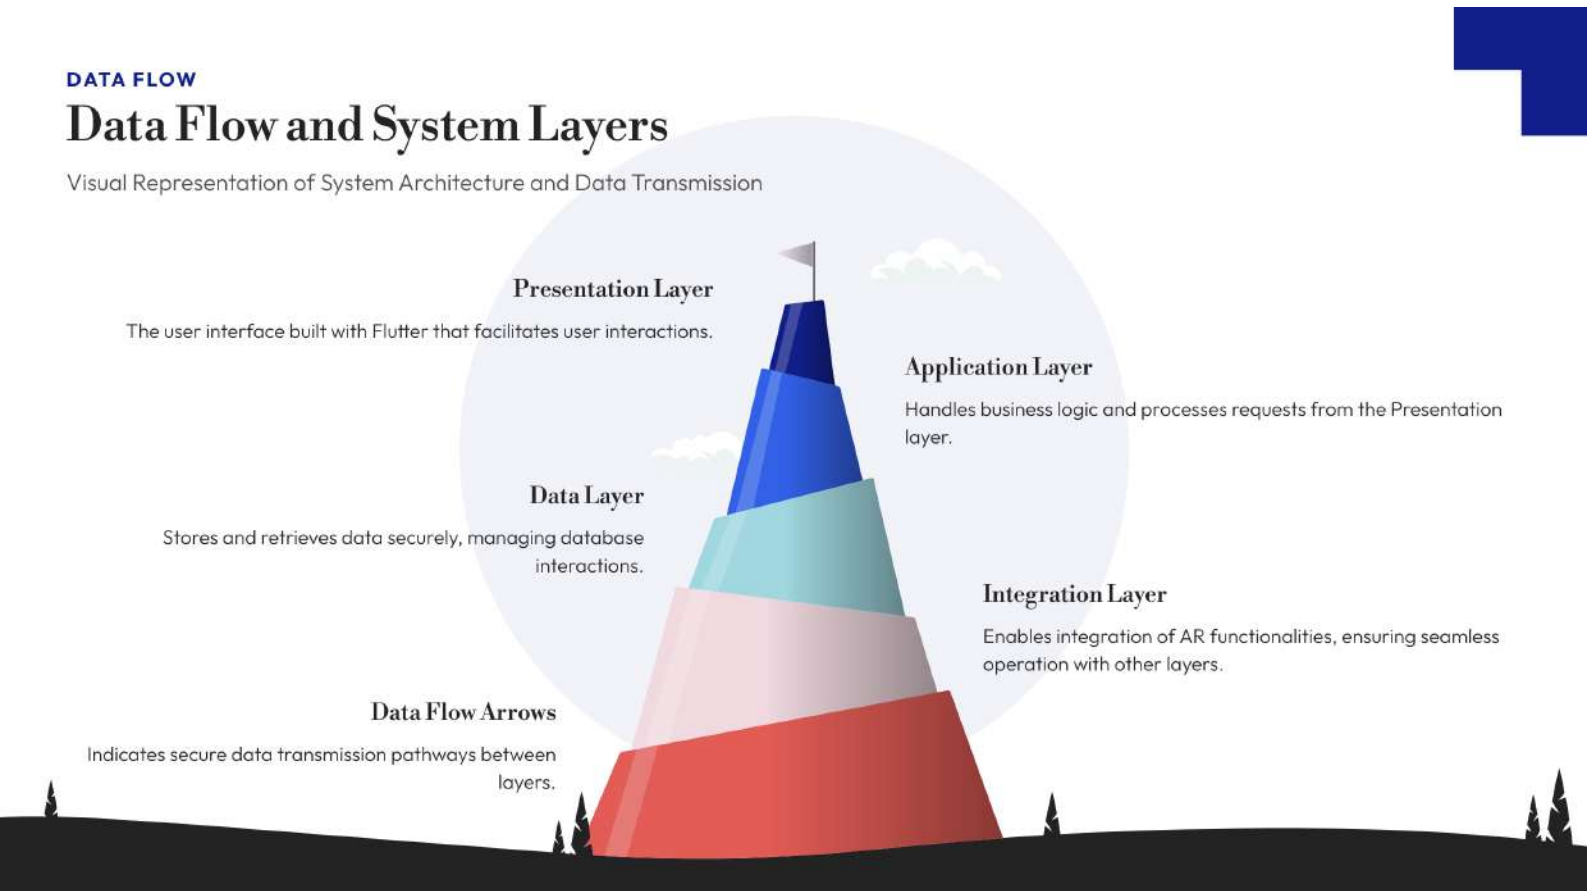 DATA FLOW
Data Flow and System Layers
Visual Representation of System Architecture and Data Transmission
Presentation Layer
The user interface built with Flutter that facilitates user interactions.
Application Layer
Handles business logic and processes requests from the Presentation
layer.
Data Layer
Stores and retrieves data securely, managing database
interactions.
Integration Layer
Enables integration of AR functionalities, ensuring seamless
operation with other layers.
Data Flow Arrows
Indicates secure data transmission pathways between
layers.